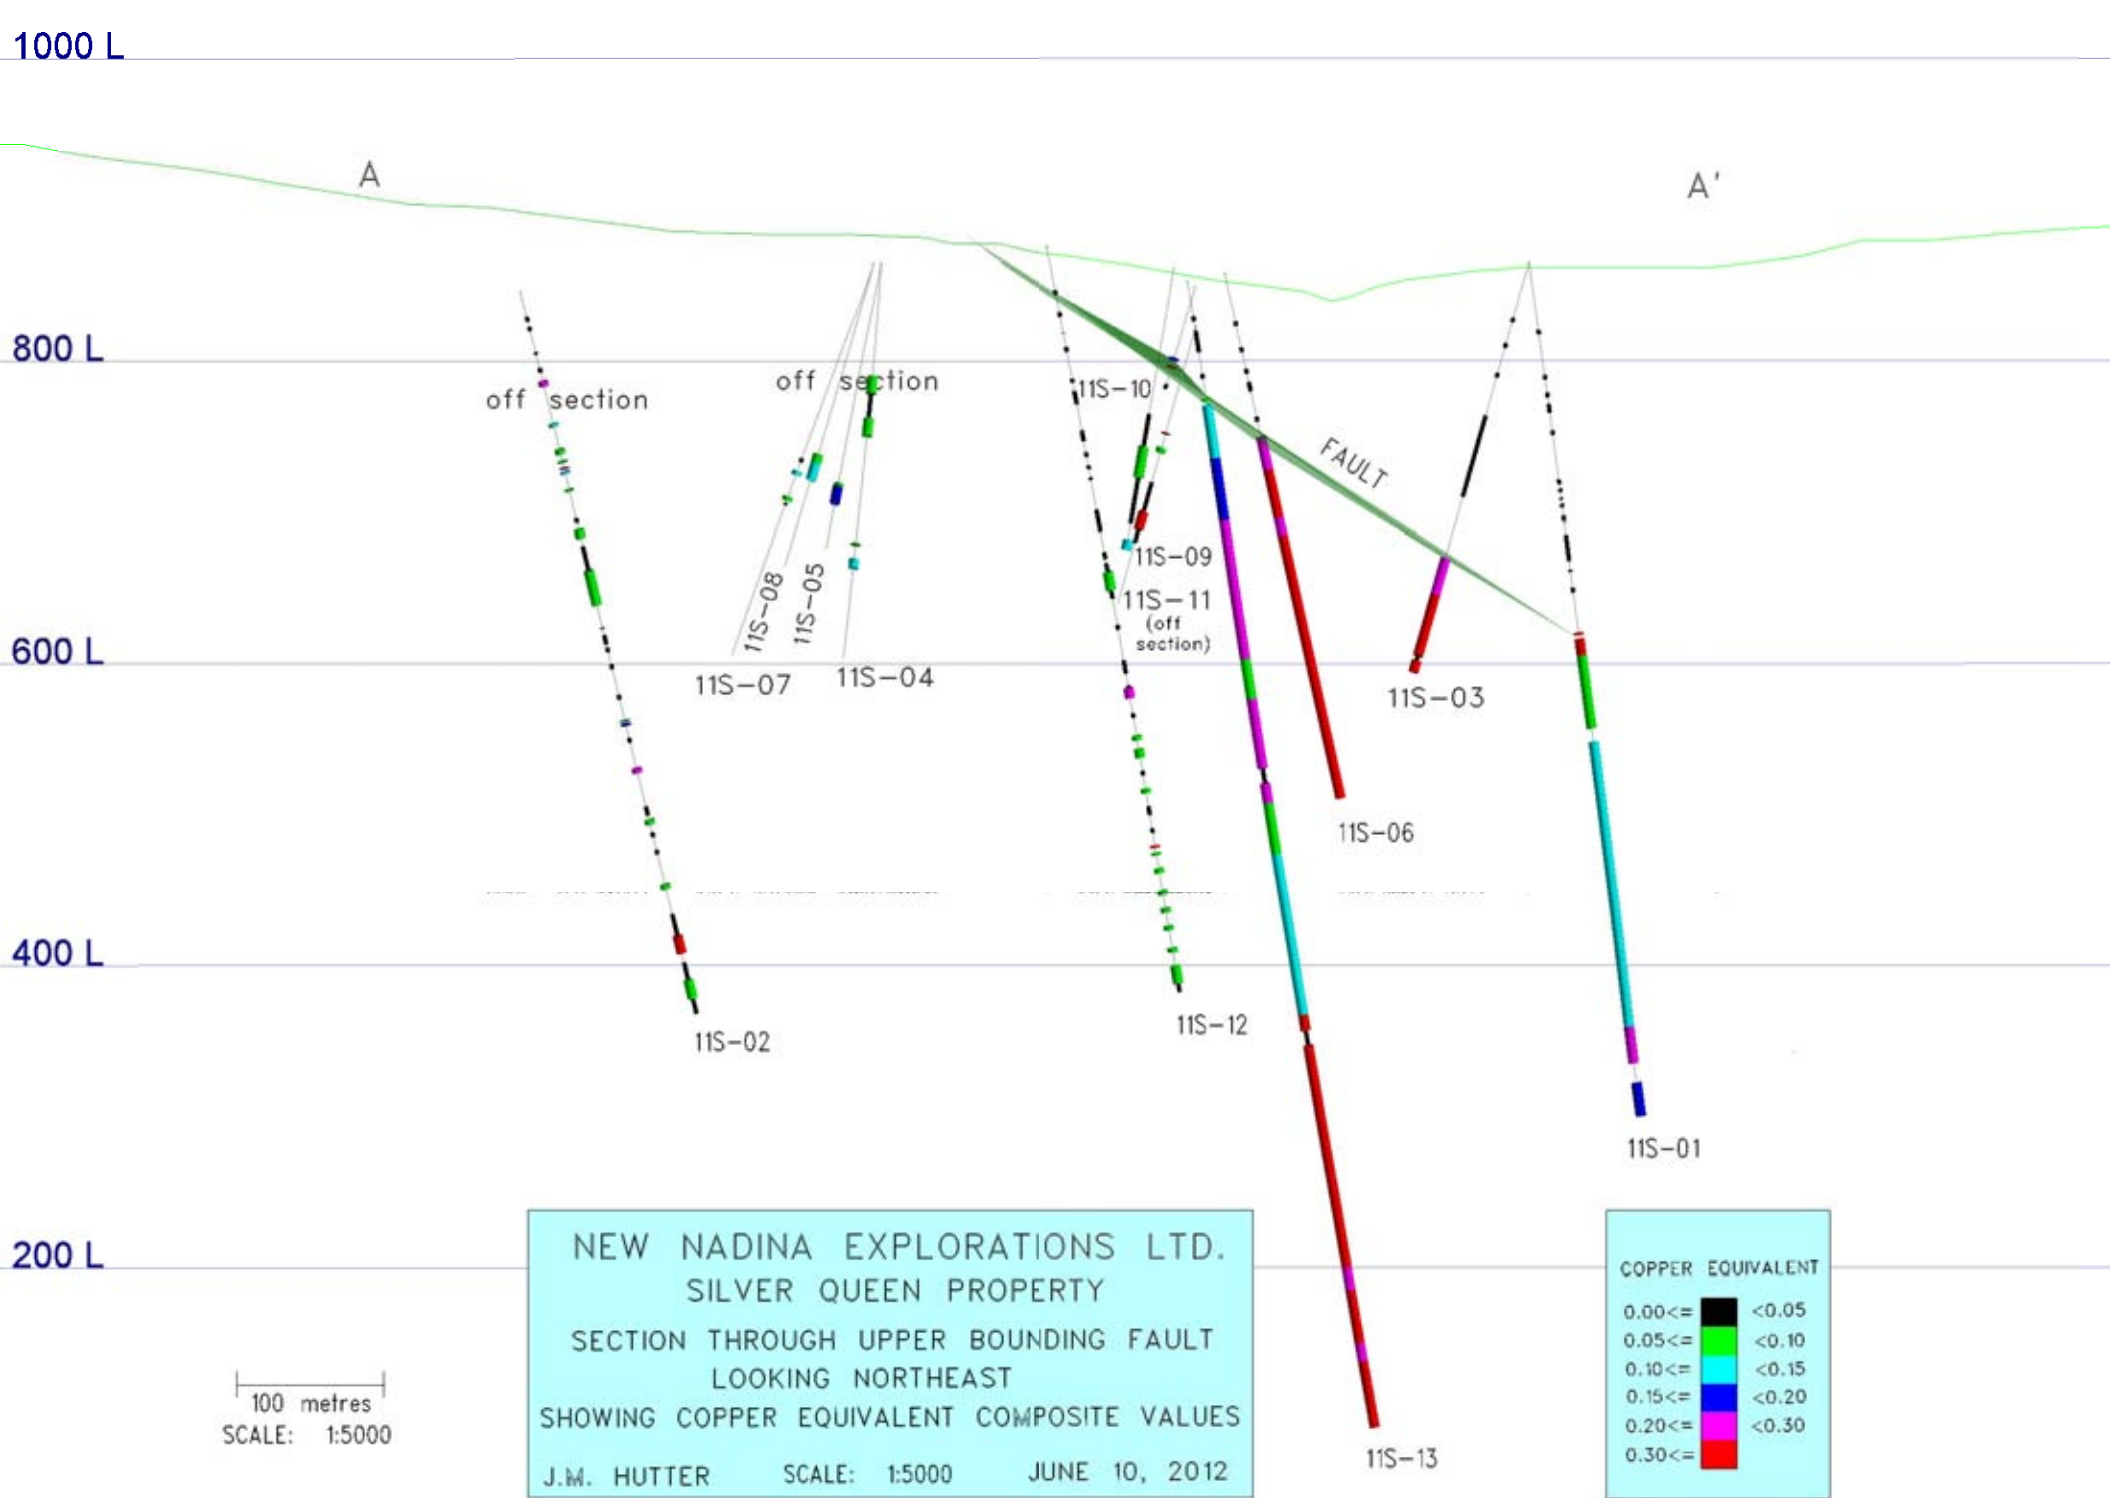 1000 L
A
A'
800 L
off section
off section
11S-10
FAULT
11S-09
11S-08
11S-05
11S-11
(off
section)
600 L
11S-07
11S-04
11S-03
11S-06
400 L
11S-12
11S-02
11S-01
200 L
NEW NADINA EXPLORATIONS LTD.
SILVER QUEEN PROPERTY
SECTION THROUGH UPPER BOUNDING FAULT
LOOKING NORTHEAST
SHOWING COPPER EQUIVALENT COMPOSITE VALUES
J.M. HUTTER SCALE: 1:5000 JUNE 10, 2012
COPPER EQUIVALENT
0.00<= <0.05
0.05<= <0.10
0.10<= <0.15
0.15<= <0.20
0.20<= <0.30
0.30<=
100 metres
SCALE: 1:5000
11S-13